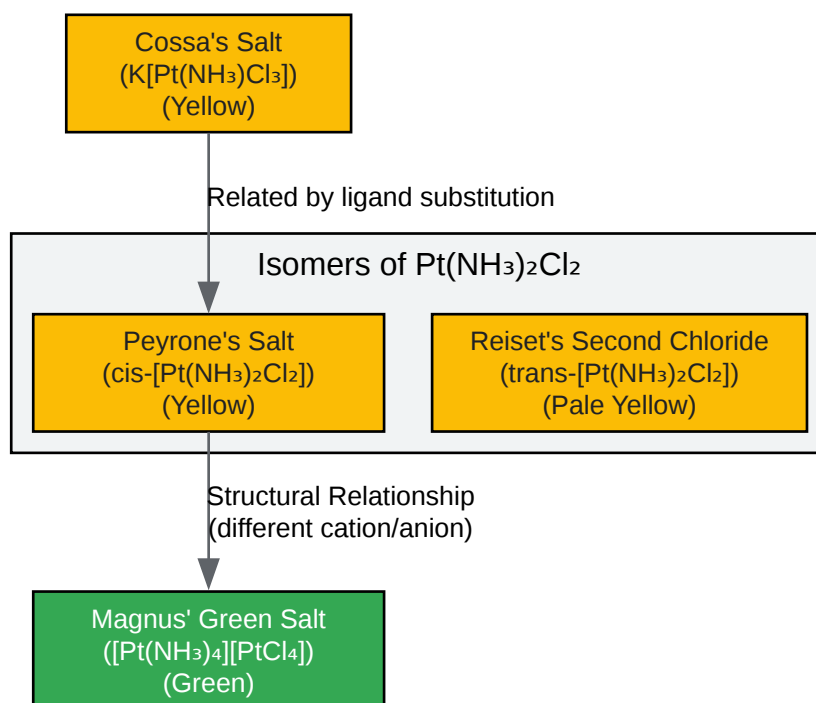 Cossa's Salt
(K[Pt(NH₃)Cl₃])
(Yellow)
Related by ligand substitution
Isomers of Pt(NH₃)₂Cl₂
Peyrone's Salt
(cis-[Pt(NH₃)₂Cl₂])
(Yellow)
Reiset's Second Chloride
(trans-[Pt(NH₃)₂Cl₂])
(Pale Yellow)
Structural Relationship
(different cation/anion)
Magnus' Green Salt
([Pt(NH₃)₄][PtCl₄])
(Green)